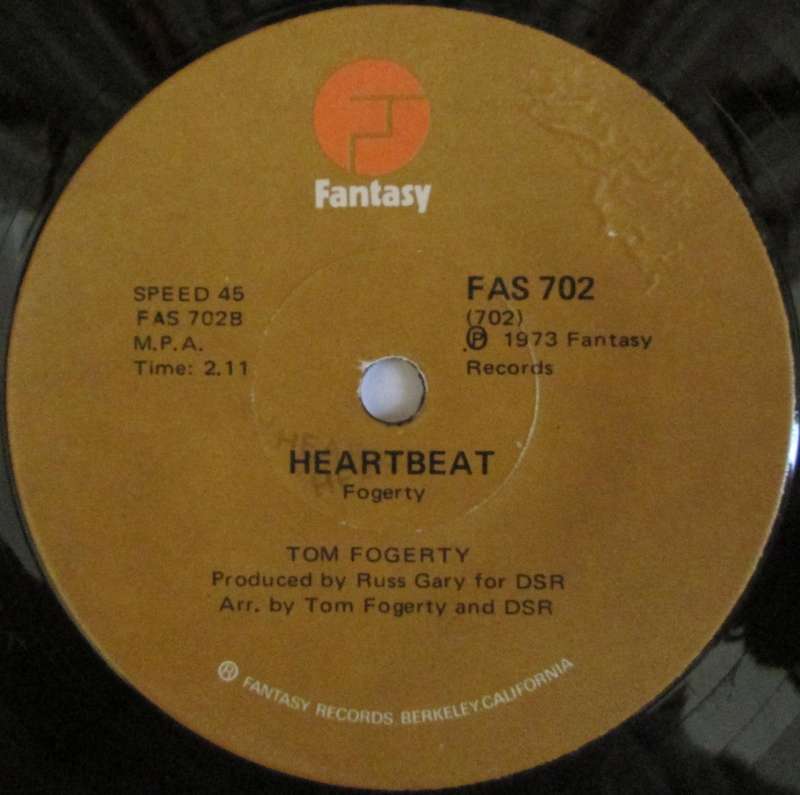 Fantasy
SPEED 45
FAS 702B
M.P.A.
Time: 2.11
FAS 702
(702)
℗ 1973 Fantasy
Records
HEARTBEAT
Fogerty
TOM FOGERTY
Produced by Russ Gary for DSR
Arr. by Tom Fogerty and DSR
Ⓡ FANTASY RECORDS, BERKELEY, CALIFORNIA